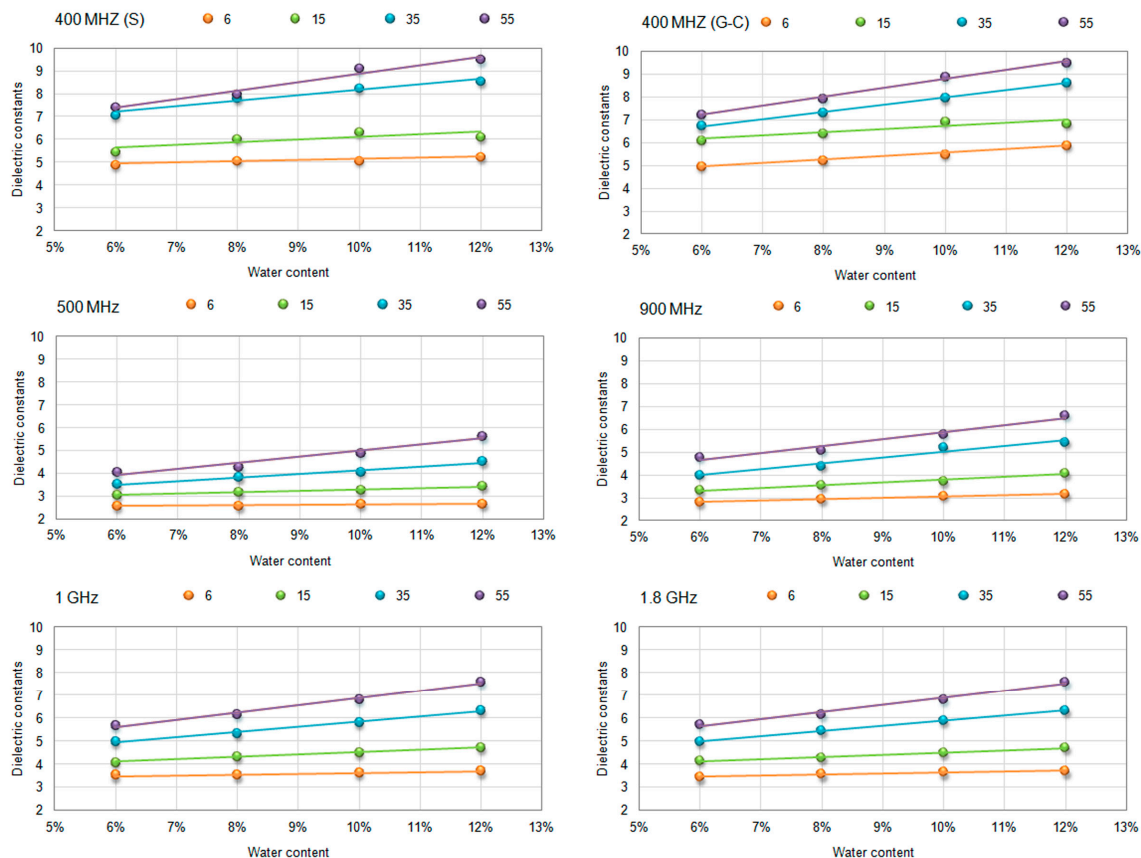 400 MHZ (S) 6 15 35 55
10
9
8
7
6
5
4
3
2
Dielectric constants
5% 6% 7% 8% 9% 10% 11% 12% 13%
Water content
400 MHZ (G-C) 6 15 35 55
10
9
8
7
6
5
4
3
2
Dielectric constants
5% 6% 7% 8% 9% 10% 11% 12% 13%
Water content
500 MHz 6 15 35 55
10
9
8
7
6
5
4
3
2
Dielectric constants
5% 6% 7% 8% 9% 10% 11% 12% 13%
Water content
900 MHz 6 15 35 55
10
9
8
7
6
5
4
3
2
Dielectric constants
5% 6% 7% 8% 9% 10% 11% 12% 13%
Water content
1 GHz 6 15 35 55
10
9
8
7
6
5
4
3
2
Dielectric constants
5% 6% 7% 8% 9% 10% 11% 12% 13%
Water content
1.8 GHz 6 15 35 55
10
9
8
7
6
5
4
3
2
Dielectric constants
5% 6% 7% 8% 9% 10% 11% 12% 13%
Water content